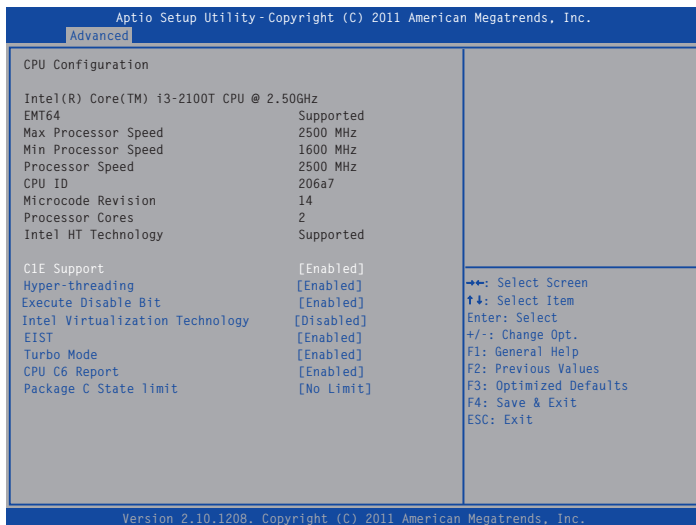 Aptio Setup Utility - Copyright (C) 2011 American Megatrends, Inc.
Advanced
CPU Configuration
Intel(R) Core(TM) i3-2100T CPU @ 2.50GHz
EMT64 Supported
Max Processor Speed 2500 MHz
Min Processor Speed 1600 MHz
Processor Speed 2500 MHz
CPU ID 206a7
Microcode Revision 14
Processor Cores 2
Intel HT Technology Supported
C1E Support [Enabled]
Hyper-threading [Enabled]
Execute Disable Bit [Enabled]
Intel Virtualization Technology [Disabled]
EIST [Enabled]
Turbo Mode [Enabled]
CPU C6 Report [Enabled]
Package C State limit [No Limit]
→←: Select Screen
↑↓: Select Item
Enter: Select
+/-: Change Opt.
F1: General Help
F2: Previous Values
F3: Optimized Defaults
F4: Save & Exit
ESC: Exit
Version 2.10.1208. Copyright (C) 2011 American Megatrends, Inc.